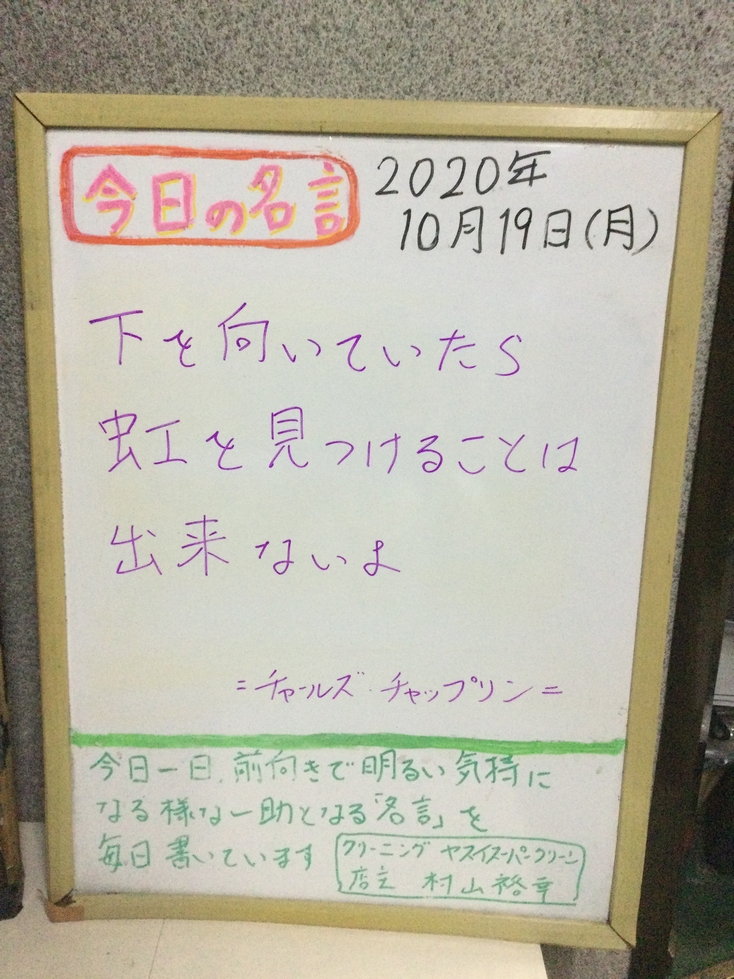 今日の名言
2020年
10月19日(月)
下を向いていたら
虹を見つけることは
出来ないよ
=チャールズ・チャップリン=
今日一日、前向きで明るい気持に
なる様な一助となる「名言」を
毎日書いています
クリーニング ヤスイスーパークリーン
店主 村山裕幸